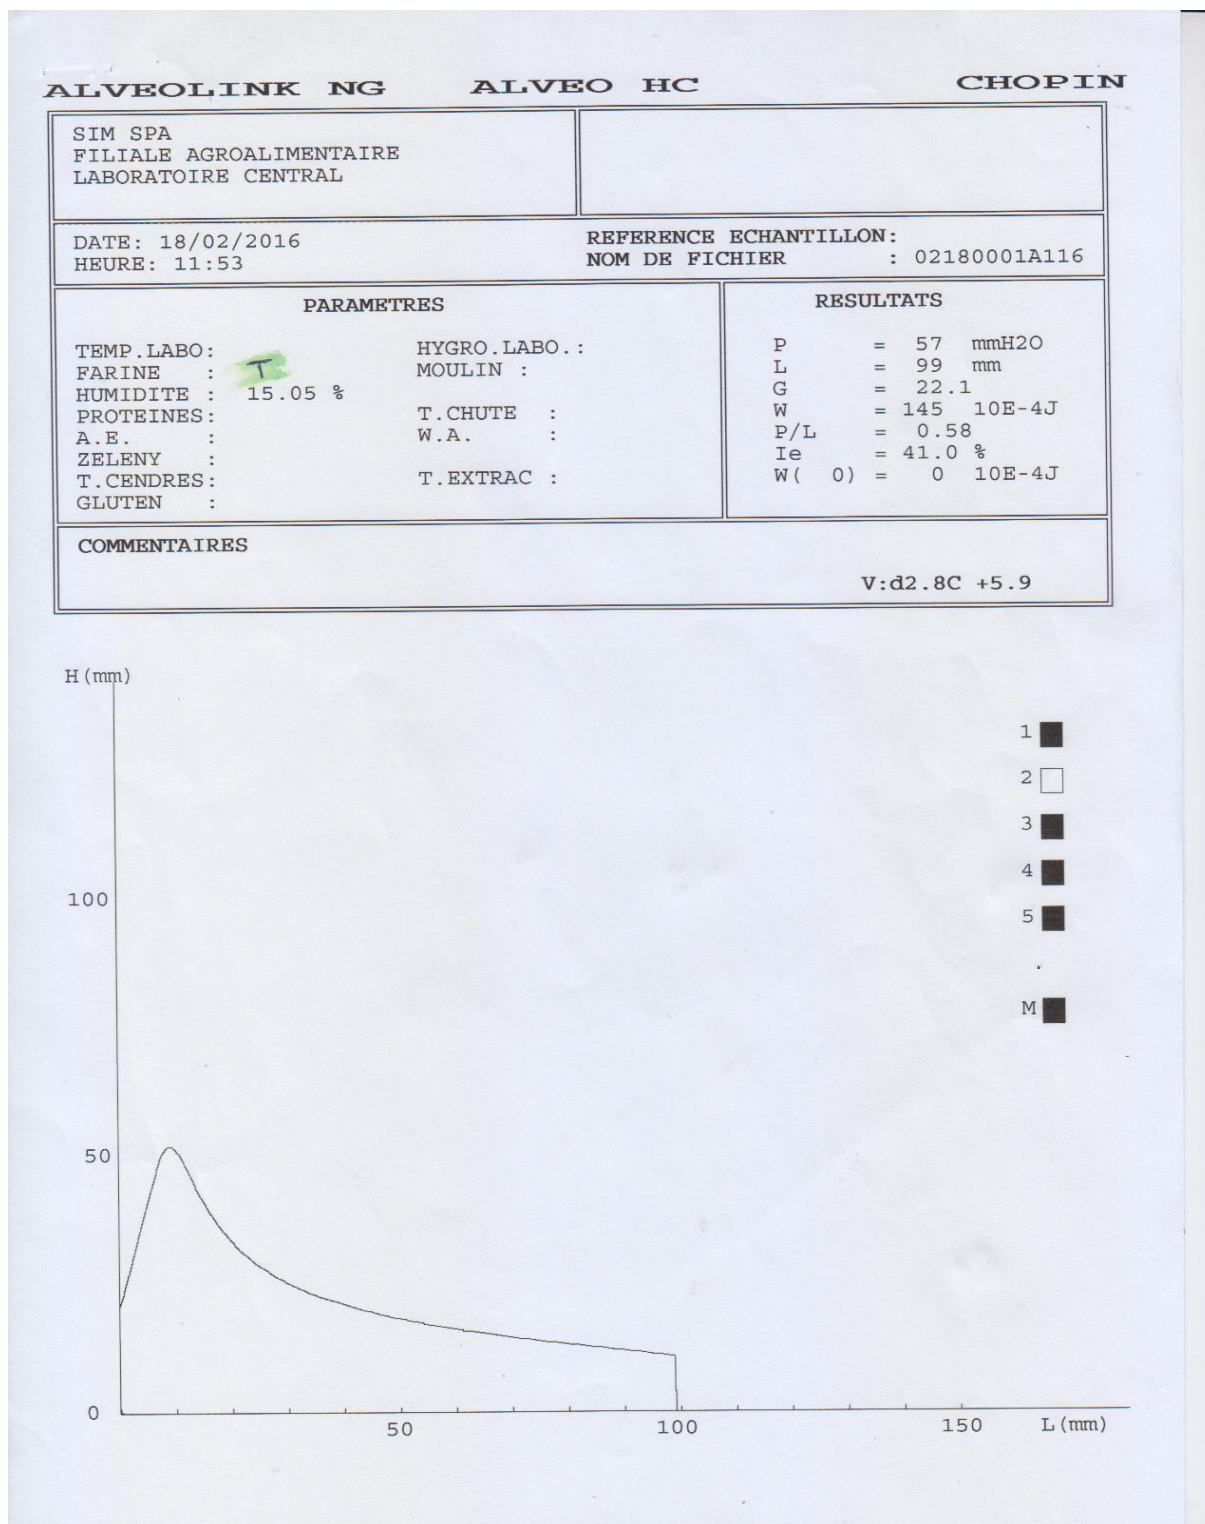 ALVEOLINK NG ALVEO HC CHOPIN
SIM SPA
FILIALE AGROALIMENTAIRE
LABORATOIRE CENTRAL
DATE: 18/02/2016
HEURE: 11:53
REFERENCE ECHANTILLON:
NOM DE FICHIER : 02180001A116
PARAMETRES
TEMP.LABO: HYGRO.LABO.:
FARINE : T MOULIN :
HUMIDITE : 15.05 %
PROTEINES: T.CHUTE :
A.E. : W.A. :
ZELENY :
T.CENDRES: T.EXTRAC :
GLUTEN :
RESULTATS
P = 57 mmH2O
L = 99 mm
G = 22.1
W = 145 10E-4J
P/L = 0.58
Ie = 41.0 %
W( 0) = 0 10E-4J
COMMENTAIRES
V:d2.8C +5.9
H(mm)
1
2
3
4
100
5
.
M
50
0
50 100 150 L(mm)